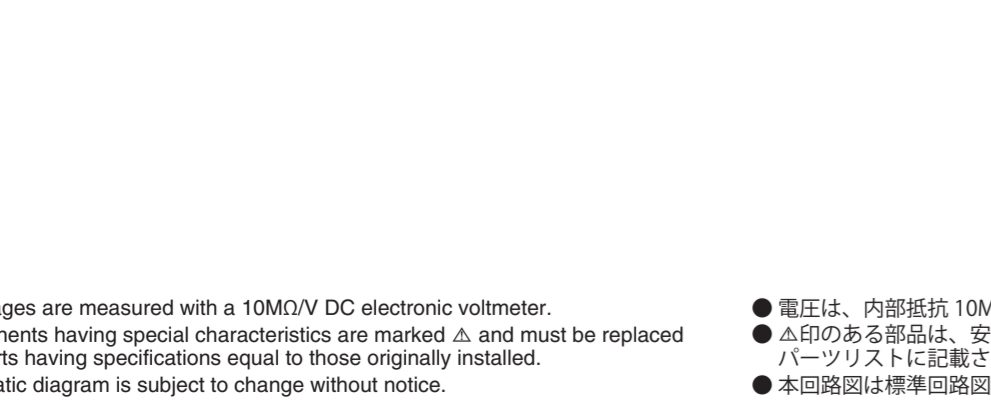 ages are measured with a 10MΩ/V DC electronic voltmeter.
nents having special characteristics are marked ⚠ and must be replaced
rts having specifications equal to those originally installed.
atic diagram is subject to change without notice.
● 電圧は、内部抵抗 10M
● ⚠印のある部品は、安
パーツリストに記載さ
● 本回路図は標準回路図